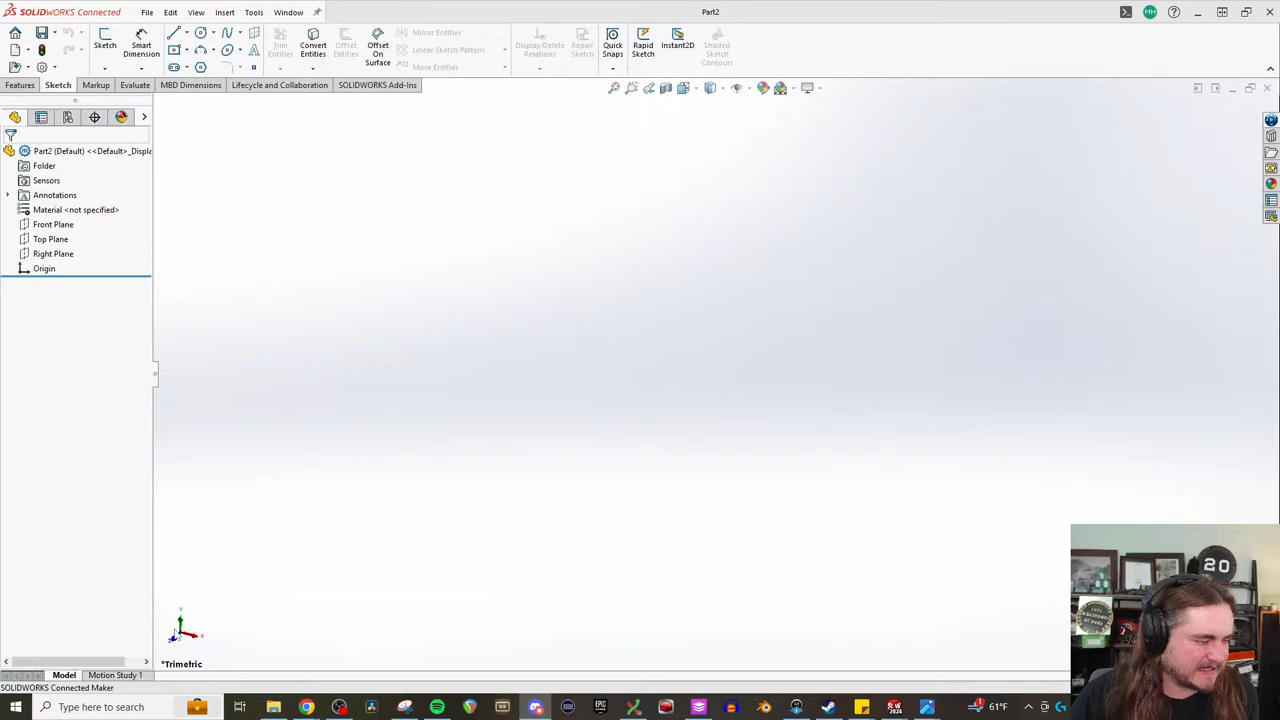 SOLIDWORKS Connected File Edit View Insert Tools Window Part2 MH
Sketch Smart Dimension Trim Entities Convert Entities Offset Entities Offset On Surface Mirror Entities Linear Sketch Pattern Move Entities Display/Delete Relations Repair Sketch Quick Snaps Rapid Sketch Instant2D Shaded Sketch Contours
Features Sketch Markup Evaluate MBD Dimensions Lifecycle and Collaboration SOLIDWORKS Add-Ins
Part2 (Default) <<Default>_Displa
Folder
Sensors
Annotations
Material <not specified>
Front Plane
Top Plane
Right Plane
Origin
20
Y
X
Z
*Trimetric
Model Motion Study 1
SOLIDWORKS Connected Maker
Type here to search 61°F